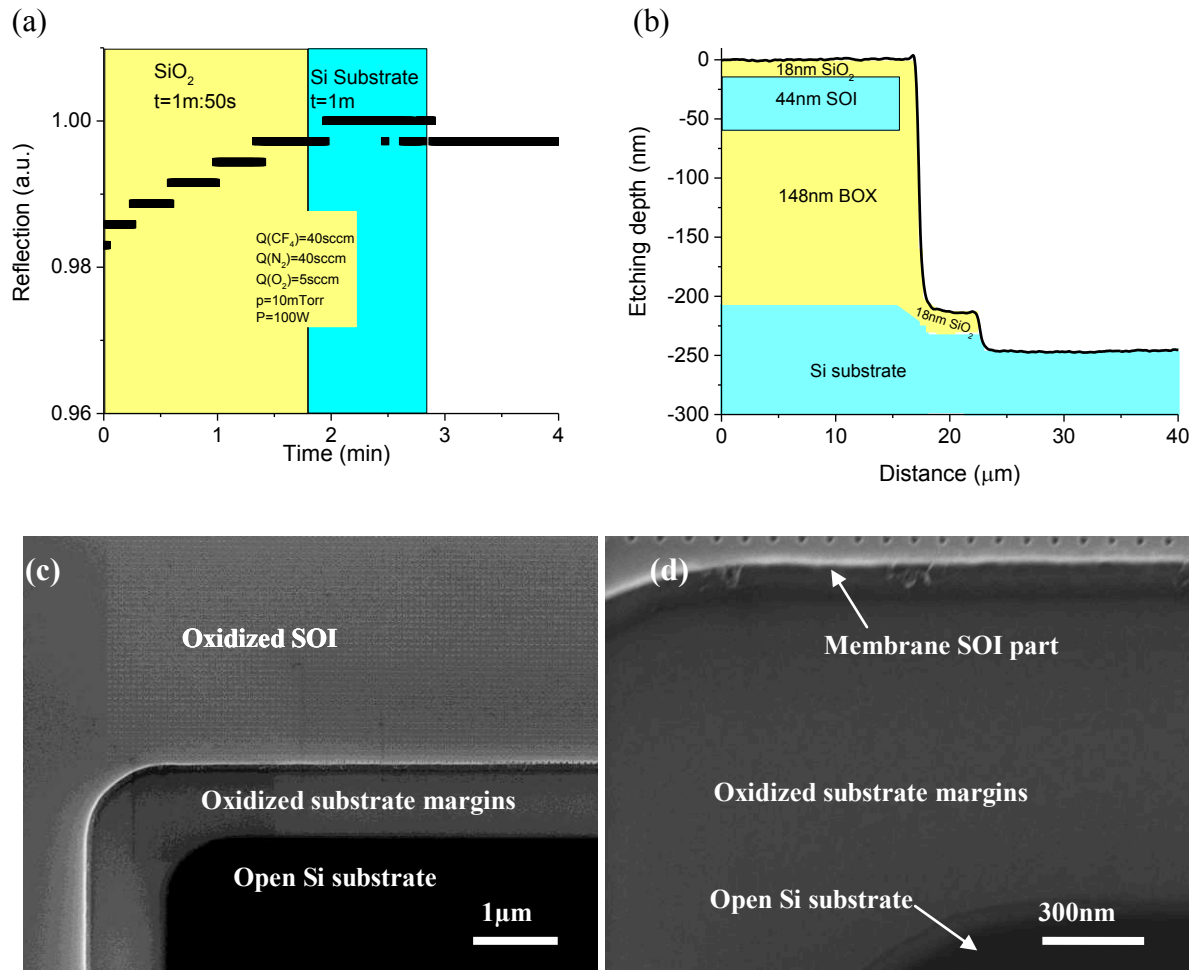 (a)
SiO₂
t=1m:50s
Si Substrate
t=1m
1.00
0.98
0.96
Reflection (a.u.)
Q(CF₄)=40sccm
Q(N₂)=40sccm
Q(O₂)=5sccm
p=10mTorr
P=100W
0 1 2 3 4
Time (min)
(b)
0
-50
-100
-150
-200
-250
-300
Etching depth (nm)
18nm SiO₂
44nm SOI
148nm BOX
18nm SiO₂
Si substrate
0 10 20 30 40
Distance (μm)
(c)
Oxidized SOI
Oxidized substrate margins
Open Si substrate
1μm
(d)
Membrane SOI part
Oxidized substrate margins
Open Si substrate
300nm